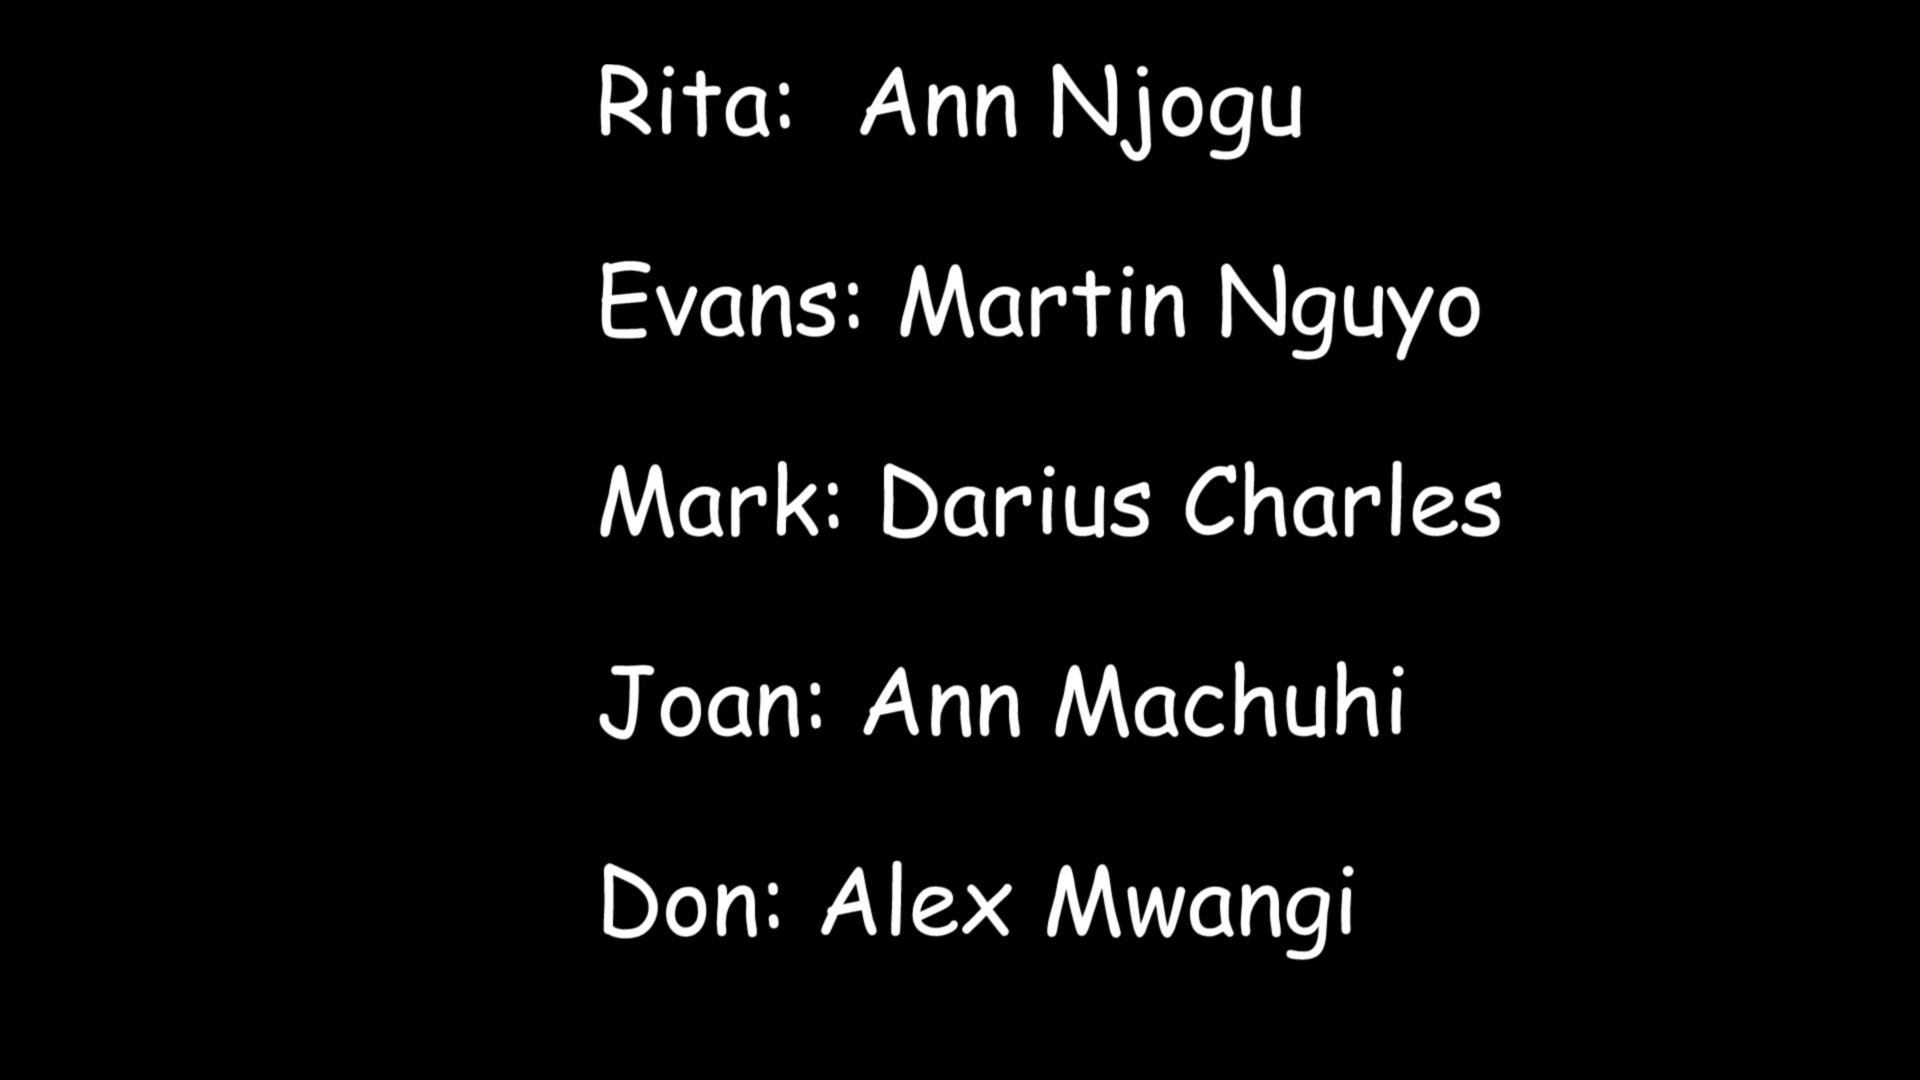 Rita:  Ann Njogu
Evans: Martin Nguyo
Mark: Darius Charles
Joan: Ann Machuhi
Don: Alex Mwangi